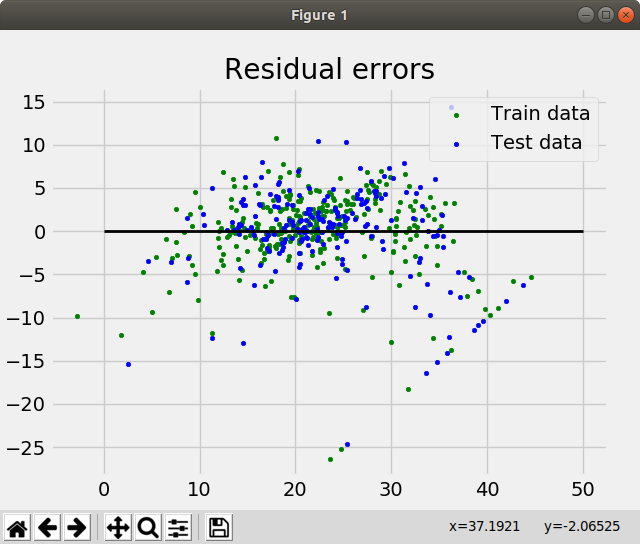 Figure 1
Residual errors
Train data
Test data
15
10
5
0
−5
−10
−15
−20
−25
0 10 20 30 40 50
x=37.1921 y=-2.06525